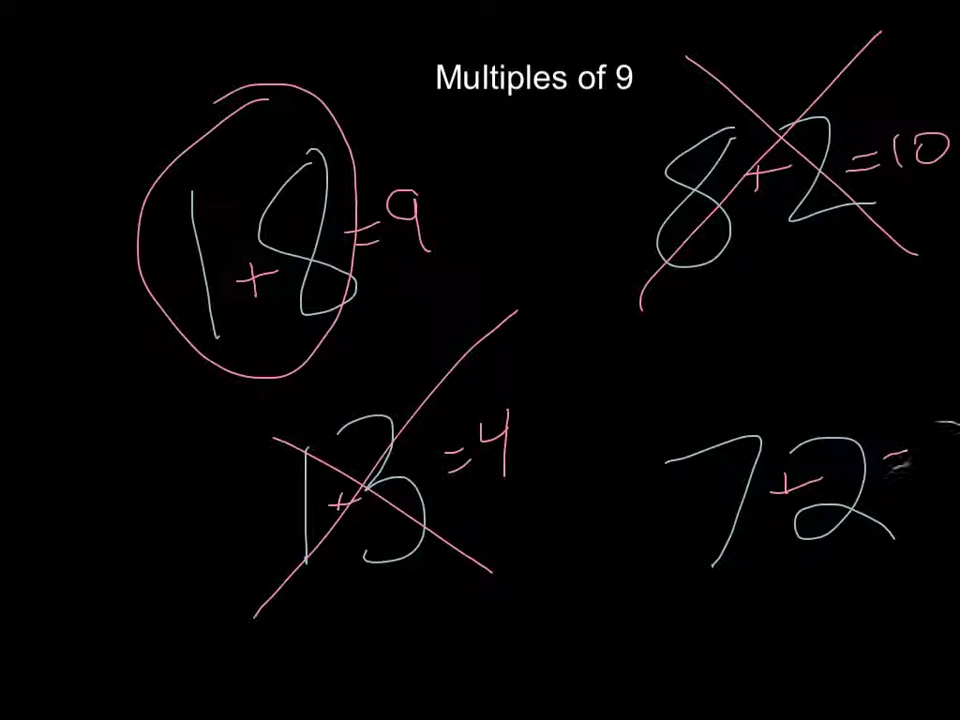 Multiples of 9
1+8=9
8+2=10
1+3=4
7+2=